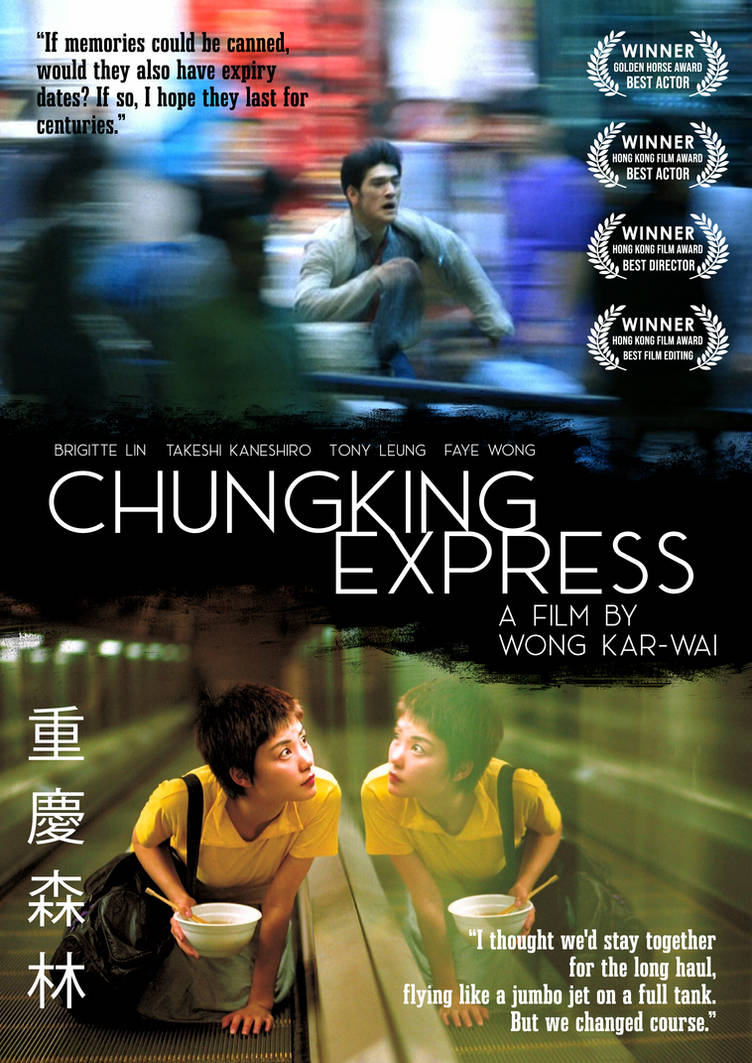 “If memories could be canned,
would they also have expiry
dates? If so, I hope they last for
centuries.”
WINNER
GOLDEN HORSE AWARD
BEST ACTOR
WINNER
HONG KONG FILM AWARD
BEST ACTOR
WINNER
HONG KONG FILM AWARD
BEST DIRECTOR
WINNER
HONG KONG FILM AWARD
BEST FILM EDITING
BRIGITTE LIN TAKESHI KANESHIRO TONY LEUNG FAYE WONG
CHUNGKING
EXPRESS
A FILM BY
WONG KAR-WAI
重慶森林
“I thought we'd stay together
for the long haul,
flying like a jumbo jet on a full tank.
But we changed course.”